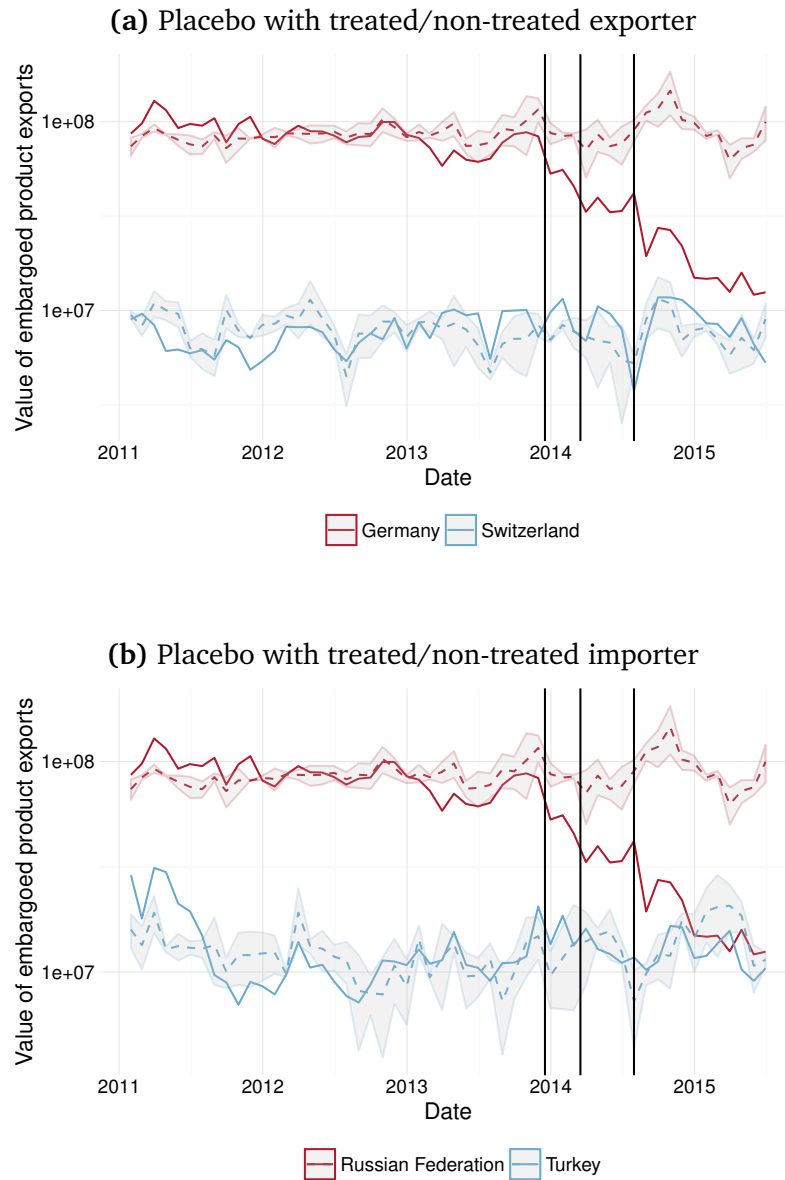 (a) Placebo with treated/non-treated exporter
Value of embargoed product exports
1e+08
1e+07
2011 2012 2013 2014 2015
Date
Germany Switzerland
(b) Placebo with treated/non-treated importer
Value of embargoed product exports
1e+08
1e+07
2011 2012 2013 2014 2015
Date
Russian Federation Turkey